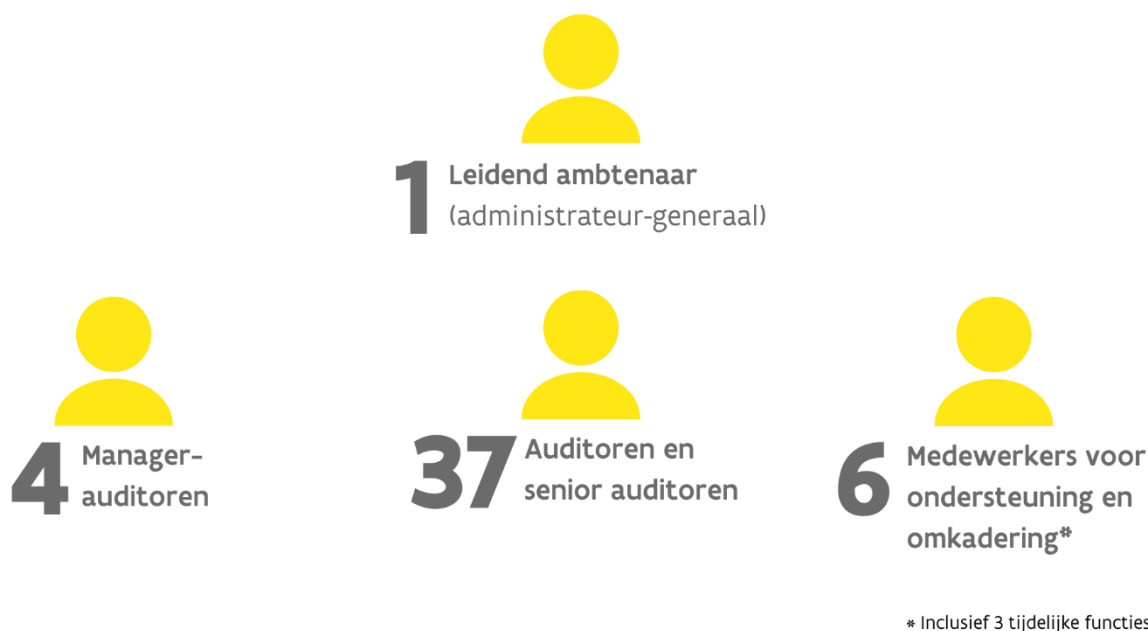 1 Leidend ambtenaar
(administrateur-generaal)
4 Manager-
auditoren
37 Auditoren en
senior auditoren
6 Medewerkers voor
ondersteuning en
omkadering*
* Inclusief 3 tijdelijke functies